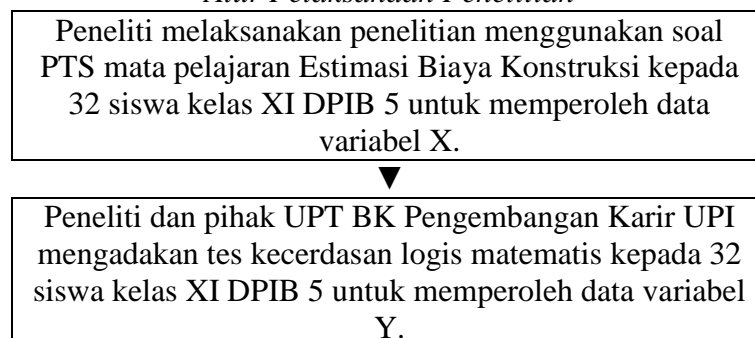 Peneliti melaksanakan penelitian menggunakan soal
PTS mata pelajaran Estimasi Biaya Konstruksi kepada
32 siswa kelas XI DPIB 5 untuk memperoleh data
variabel X.
Peneliti dan pihak UPT BK Pengembangan Karir UPI
mengadakan tes kecerdasan logis matematis kepada 32
siswa kelas XI DPIB 5 untuk memperoleh data variabel
Y.